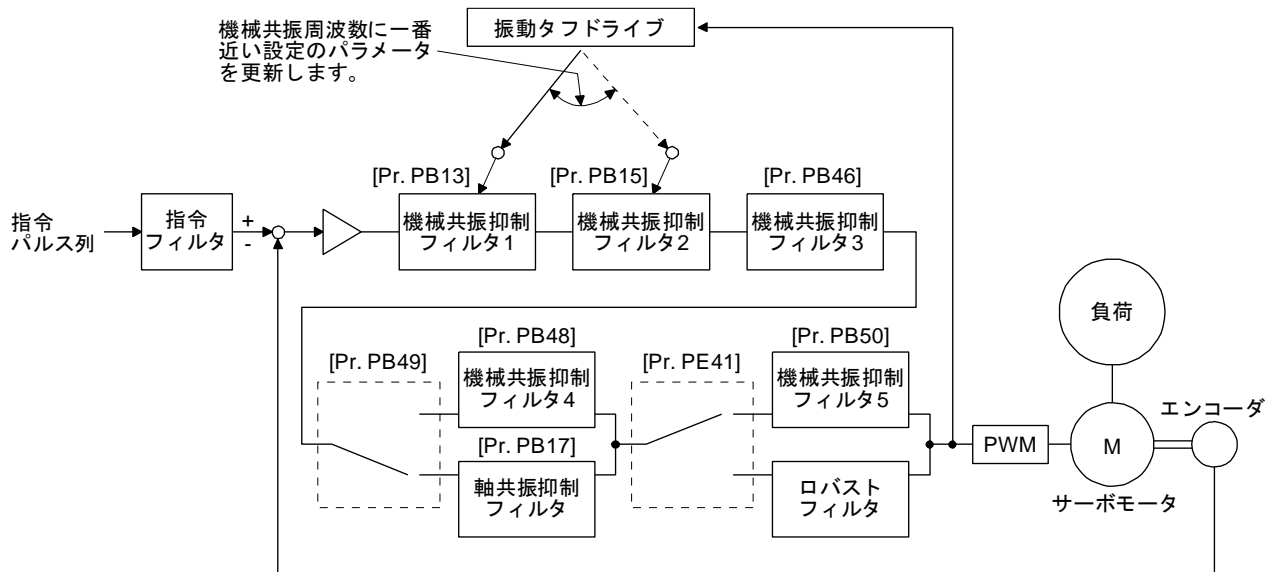 機械共振周波数に一番
近い設定のパラメータ
を更新します。
振動タフドライブ
[Pr. PB13]
[Pr. PB15]
[Pr. PB46]
指令
パルス列
指令
フィルタ
+
-
機械共振抑制
フィルタ1
機械共振抑制
フィルタ2
機械共振抑制
フィルタ3
負荷
[Pr. PB49]
[Pr. PB48]
機械共振抑制
フィルタ4
[Pr. PE41]
[Pr. PB50]
機械共振抑制
フィルタ5
[Pr. PB17]
軸共振抑制
フィルタ
ロバスト
フィルタ
PWM
M
サーボモータ
エンコーダ